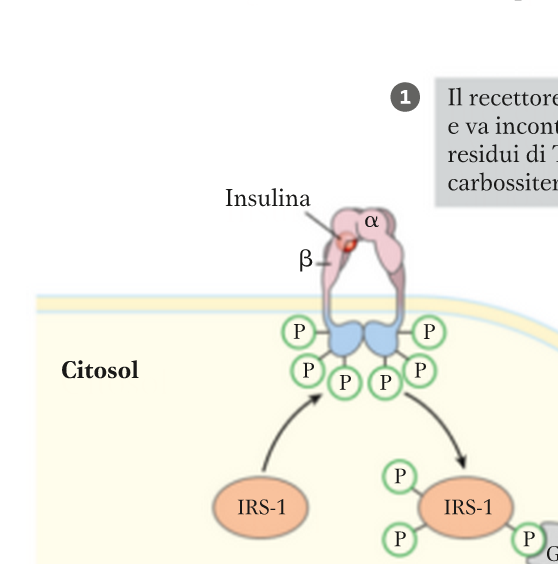 1
Il recettore
e va incont
residui di T
carbossiter
Insulina
α
β
P P
Citosol
P P P P
P
IRS-1 IRS-1
P P
G